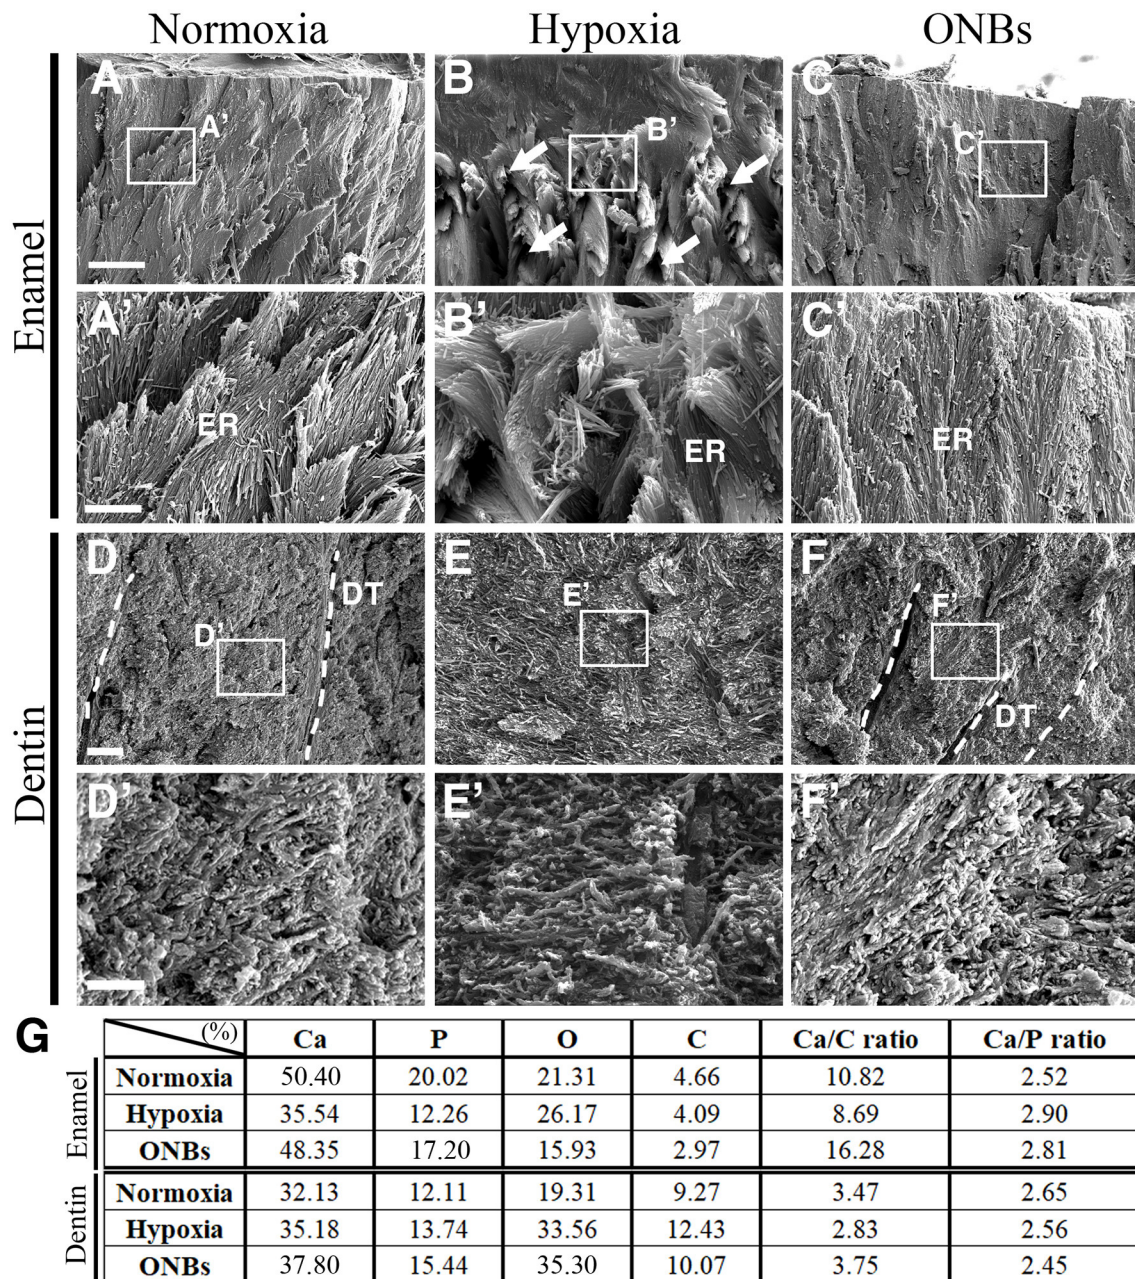 Normoxia Hypoxia ONBs
Enamel
A B C
A' B' C'
A' B' C'
ER ER ER
Dentin
D E F
DT
D' E' F'
DT
D' E' F'
G
(%) Ca P O C Ca/C ratio Ca/P ratio
Enamel
Normoxia 50.40 20.02 21.31 4.66 10.82 2.52
Hypoxia 35.54 12.26 26.17 4.09 8.69 2.90
ONBs 48.35 17.20 15.93 2.97 16.28 2.81
Dentin
Normoxia 32.13 12.11 19.31 9.27 3.47 2.65
Hypoxia 35.18 13.74 33.56 12.43 2.83 2.56
ONBs 37.80 15.44 35.30 10.07 3.75 2.45